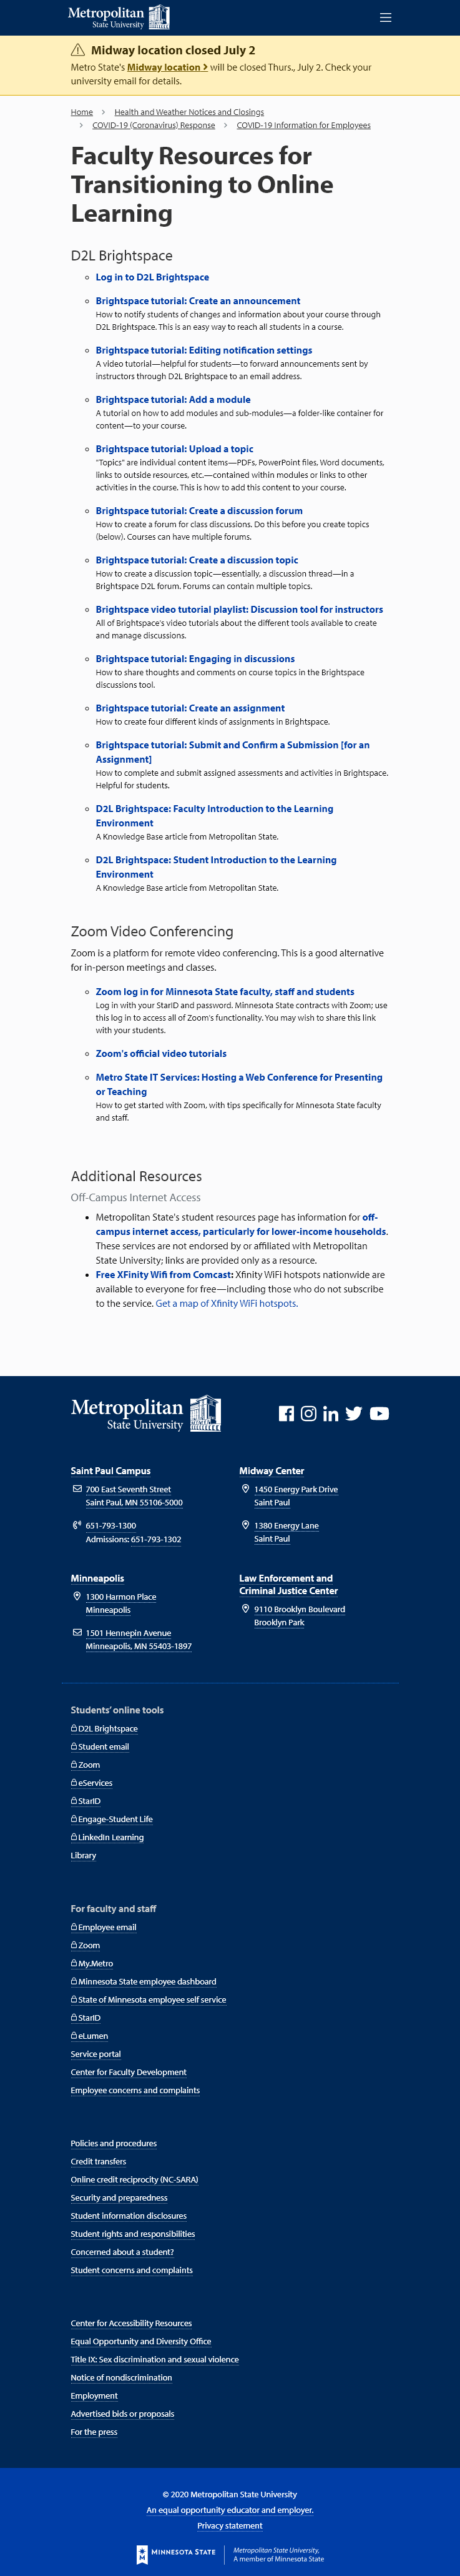 Metropolitan
State University
Midway location closed July 2
Metro State's Midway location > will be closed Thurs., July 2. Check your
university email for details.
Home > Health and Weather Notices and Closings
> COVID-19 (Coronavirus) Response > COVID-19 Information for Employees
Faculty Resources for
Transitioning to Online
Learning
D2L Brightspace
Log in to D2L Brightspace
Brightspace tutorial: Create an announcement
How to notify students of changes and information about your course through
D2L Brightspace. This is an easy way to reach all students in a course.
Brightspace tutorial: Editing notification settings
A video tutorial—helpful for students—to forward announcements sent by
instructors through D2L Brightspace to an email address.
Brightspace tutorial: Add a module
A tutorial on how to add modules and sub-modules—a folder-like container for
content—to your course.
Brightspace tutorial: Upload a topic
"Topics" are individual content items—PDFs, PowerPoint files, Word documents,
links to outside resources, etc.—contained within modules or links to other
activities in the course. This is how to add this content to your course.
Brightspace tutorial: Create a discussion forum
How to create a forum for class discussions. Do this before you create topics
(below). Courses can have multiple forums.
Brightspace tutorial: Create a discussion topic
How to create a discussion topic—essentially, a discussion thread—in a
Brightspace D2L forum. Forums can contain multiple topics.
Brightspace video tutorial playlist: Discussion tool for instructors
All of Brightspace's video tutorials about the different tools available to create
and manage discussions.
Brightspace tutorial: Engaging in discussions
How to share thoughts and comments on course topics in the Brightspace
discussions tool.
Brightspace tutorial: Create an assignment
How to create four different kinds of assignments in Brightspace.
Brightspace tutorial: Submit and Confirm a Submission [for an
Assignment]
How to complete and submit assigned assessments and activities in Brightspace.
Helpful for students.
D2L Brightspace: Faculty Introduction to the Learning
Environment
A Knowledge Base article from Metropolitan State.
D2L Brightspace: Student Introduction to the Learning
Environment
A Knowledge Base article from Metropolitan State.
Zoom Video Conferencing
Zoom is a platform for remote video conferencing. This is a good alternative
for in-person meetings and classes.
Zoom log in for Minnesota State faculty, staff and students
Log in with your StarID and password. Minnesota State contracts with Zoom; use
this log in to access all of Zoom's functionality. You may wish to share this link
with your students.
Zoom's official video tutorials
Metro State IT Services: Hosting a Web Conference for Presenting
or Teaching
How to get started with Zoom, with tips specifically for Minnesota State faculty
and staff.
Additional Resources
Off-Campus Internet Access
Metropolitan State's student resources page has information for off-
campus internet access, particularly for lower-income households.
These services are not endorsed by or affiliated with Metropolitan
State University; links are provided only as a resource.
Free XFinity Wifi from Comcast: Xfinity WiFi hotspots nationwide are
available to everyone for free—including those who do not subscribe
to the service. Get a map of Xfinity WiFi hotspots.
Metropolitan
State University
Saint Paul Campus
700 East Seventh Street
Saint Paul, MN 55106-5000
651-793-1300
Admissions: 651-793-1302
Midway Center
1450 Energy Park Drive
Saint Paul
1380 Energy Lane
Saint Paul
Minneapolis
1300 Harmon Place
Minneapolis
1501 Hennepin Avenue
Minneapolis, MN 55403-1897
Law Enforcement and
Criminal Justice Center
9110 Brooklyn Boulevard
Brooklyn Park
Students' online tools
D2L Brightspace
Student email
Zoom
eServices
StarID
Engage-Student Life
LinkedIn Learning
Library
For faculty and staff
Employee email
Zoom
My.Metro
Minnesota State employee dashboard
State of Minnesota employee self service
StarID
eLumen
Service portal
Center for Faculty Development
Employee concerns and complaints
Policies and procedures
Credit transfers
Online credit reciprocity (NC-SARA)
Security and preparedness
Student information disclosures
Student rights and responsibilities
Concerned about a student?
Student concerns and complaints
Center for Accessibility Resources
Equal Opportunity and Diversity Office
Title IX: Sex discrimination and sexual violence
Notice of nondiscrimination
Employment
Advertised bids or proposals
For the press
© 2020 Metropolitan State University
An equal opportunity educator and employer.
Privacy statement
MINNESOTA STATE
Metropolitan State University,
A member of Minnesota State